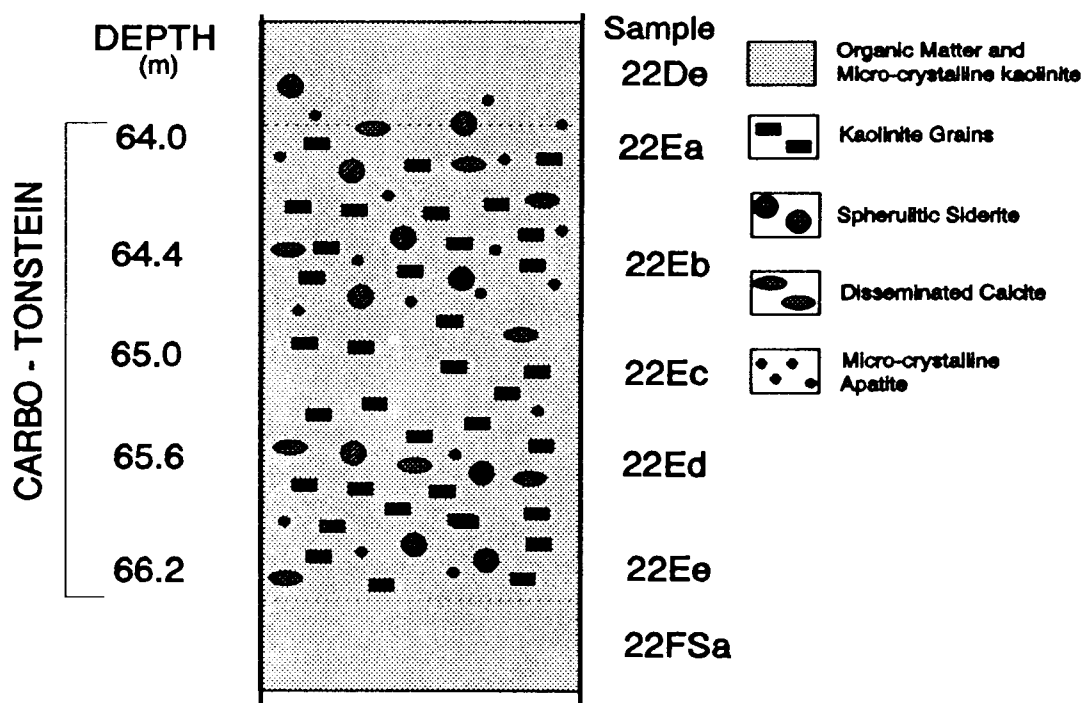 DEPTH
(m)
64.0
64.4
65.0
65.6
66.2
CARBO - TONSTEIN
Sample
22De
22Ea
22Eb
22Ec
22Ed
22Ee
22FSa
Organic Matter and
Micro-crystalline kaolinite
Kaolinite Grains
Spherulitic Siderite
Disseminated Calcite
Micro-crystalline
Apatite